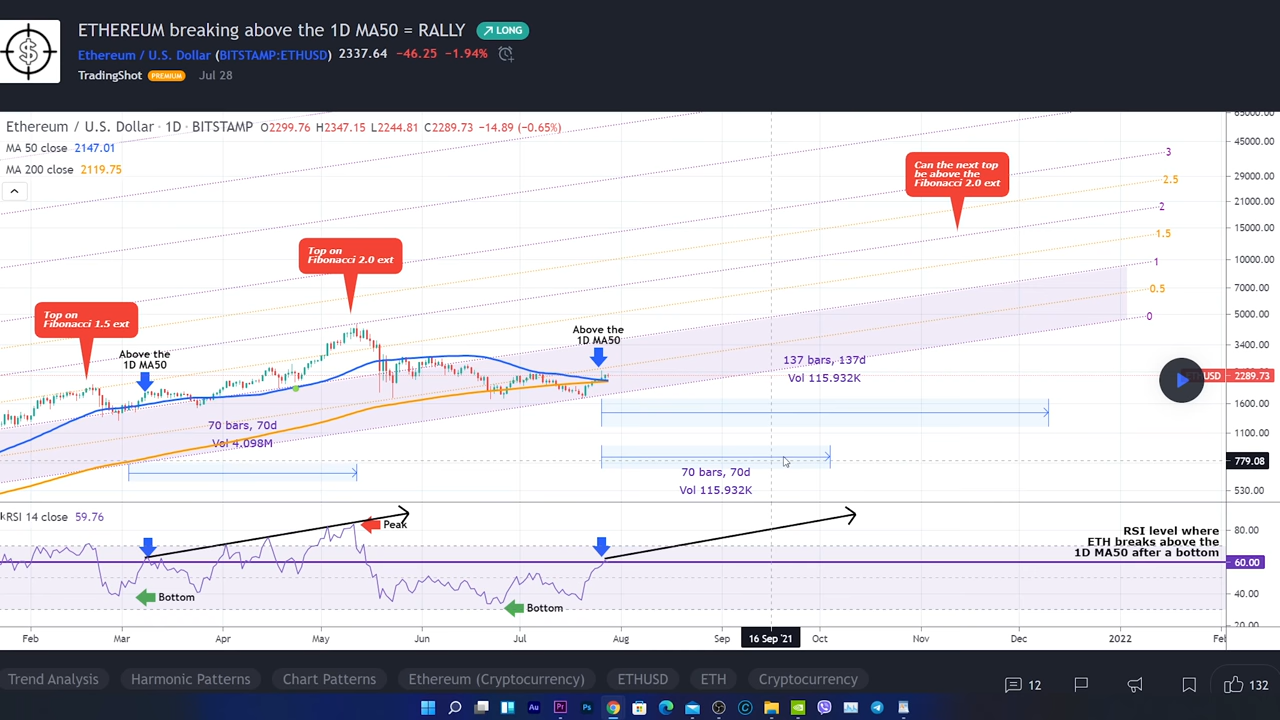 ETHEREUM breaking above the 1D MA50 = RALLY LONG
Ethereum / U.S. Dollar (BITSTAMP:ETHUSD) 2337.64 −46.25 −1.94%
TradingShot PREMIUM Jul 28
Ethereum / U.S. Dollar · 1D · BITSTAMP O2299.76 H2347.15 L2244.81 C2289.73 −14.89 (−0.65%)
MA 50 close 2147.01
MA 200 close 2119.75
Top on
Fibonacci 1.5 ext
Above the
1D MA50
Top on
Fibonacci 2.0 ext
Above the
1D MA50
Can the next top
be above the
Fibonacci 2.0 ext
3
2.5
2
1.5
1
0.5
0
70 bars, 70d
Vol 4.098M
137 bars, 137d
Vol 115.932K
70 bars, 70d
Vol 115.932K
65000.00
45000.00
29000.00
21000.00
15000.00
10000.00
7000.00
5000.00
3400.00
USD 2289.73
1600.00
1100.00
779.08
530.00
RSI 14 close 59.76
Peak
Bottom
Bottom
RSI level where
ETH breaks above the
1D MA50 after a bottom
80.00
60.00
40.00
20.00
Feb Mar Apr May Jun Jul Aug Sep 16 Sep '21 Oct Nov Dec 2022
Trend Analysis Harmonic Patterns Chart Patterns Ethereum (Cryptocurrency) ETHUSD ETH Cryptocurrency 12 132
Au Pr Ps